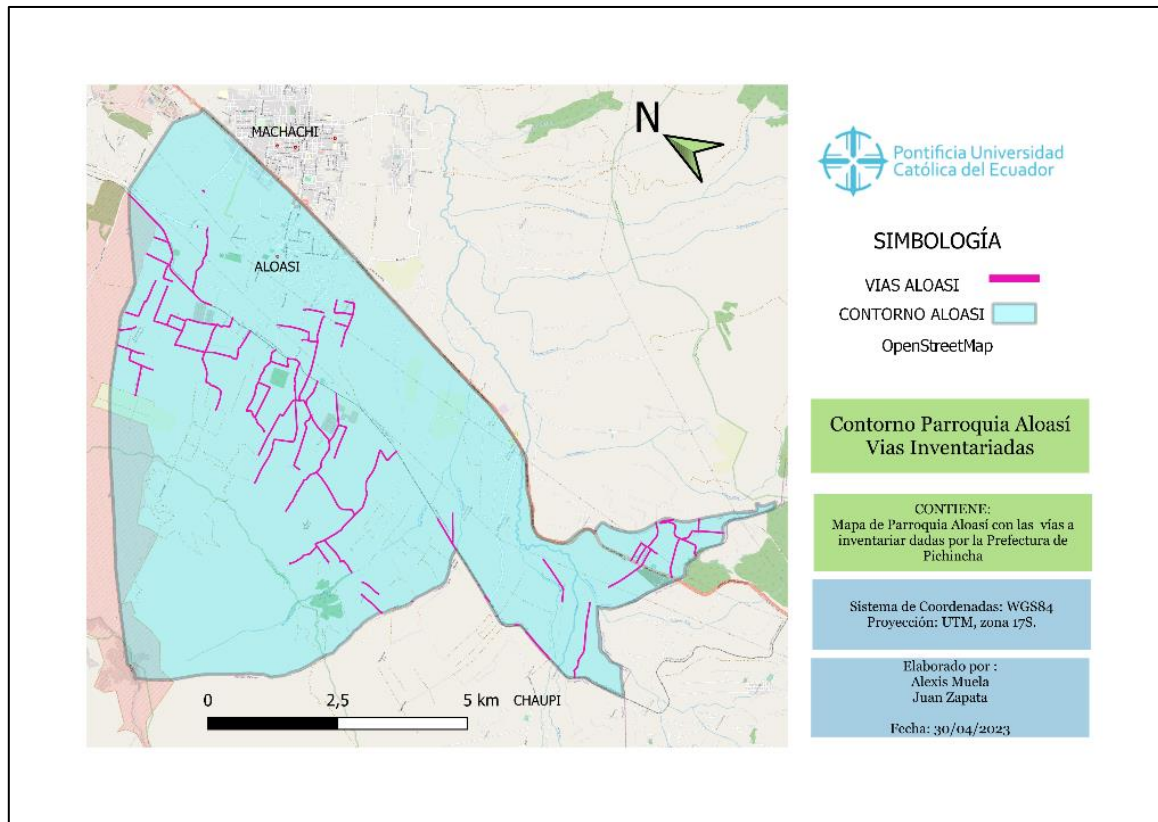 MACHACHI
N
ALOASI
0 2,5 5 km
CHAUPI
Pontificia Universidad
Católica del Ecuador
SIMBOLOGÍA
VIAS ALOASI
CONTORNO ALOASI
OpenStreetMap
Contorno Parroquia Aloasí
Vias Inventariadas
CONTIENE:
Mapa de Parroquia Aloasí con las vías a
inventariar dadas por la Prefectura de
Pichincha
Sistema de Coordenadas: WGS84
Proyección: UTM, zona 17S.
Elaborado por :
Alexis Muela
Juan Zapata
Fecha: 30/04/2023